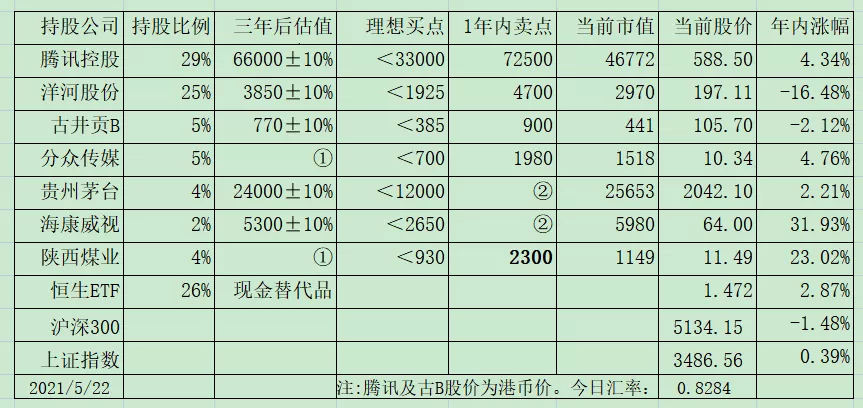 持股公司 持股比例 三年后估值 理想买点 1年内卖点 当前市值 当前股价 年内涨幅
腾讯控股 29% 66000±10% <33000 72500 46772 588.50 4.34%
洋河股份 25% 3850±10% <1925 4700 2970 197.11 -16.48%
古井贡B 5% 770±10% <385 900 441 105.70 -2.12%
分众传媒 5% ① <700 1980 1518 10.34 4.76%
贵州茅台 4% 24000±10% <12000 ② 25653 2042.10 2.21%
海康威视 2% 5300±10% <2650 ② 5980 64.00 31.93%
陕西煤业 4% ① <930 2300 1149 11.49 23.02%
恒生ETF 26% 现金替代品 1.472 2.87%
沪深300 5134.15 -1.48%
上证指数 3486.56 0.39%
2021/5/22 注:腾讯及古B股价为港币价。今日汇率: 0.8284